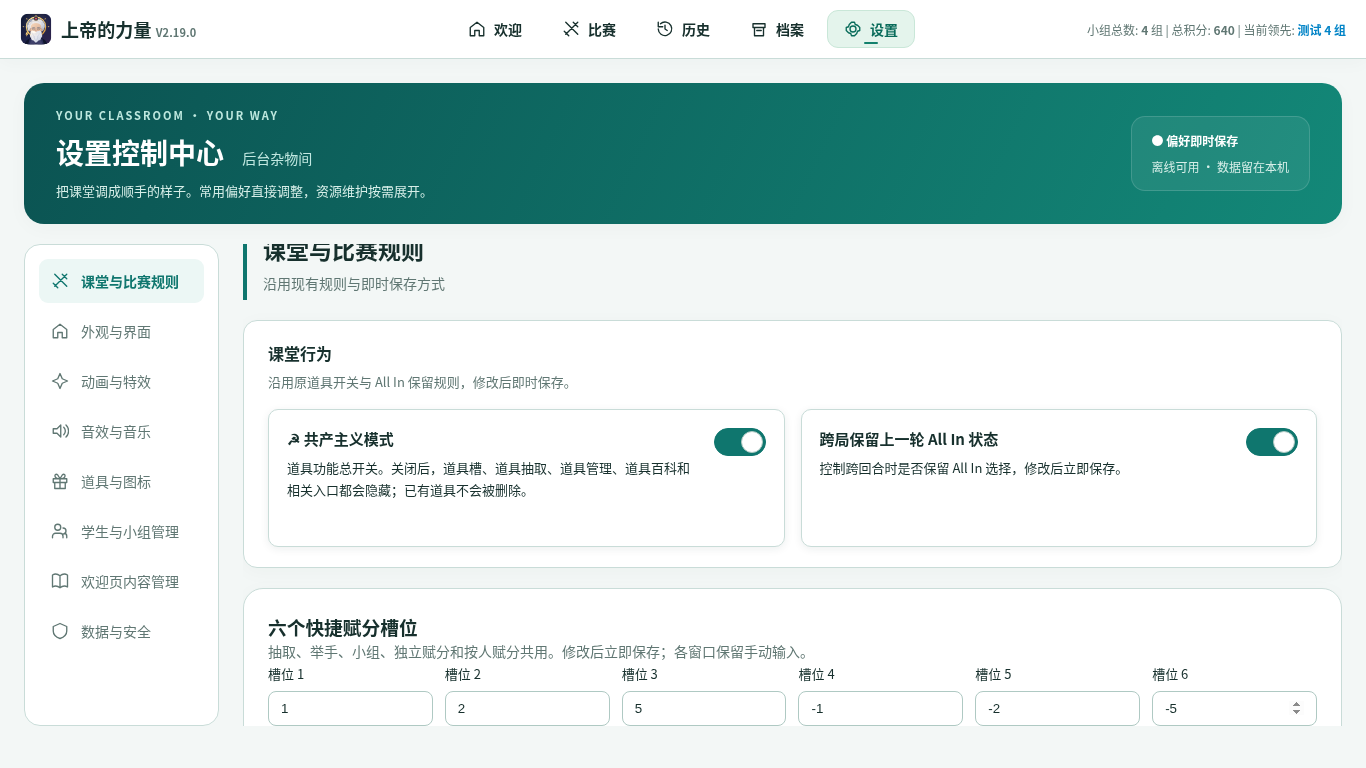 上帝的力量 V2.19.0
欢迎
比赛
历史
档案
设置
小组总数: 4 组 | 总积分: 640 | 当前领先: 测试 4 组
YOUR CLASSROOM • YOUR WAY
设置控制中心 后台杂物间
把课堂调成顺手的样子。常用偏好直接调整，资源维护按需展开。
偏好即时保存
离线可用 • 数据留在本机
课堂与比赛规则
外观与界面
动画与特效
音效与音乐
道具与图标
学生与小组管理
欢迎页内容管理
数据与安全
课堂与比赛规则
沿用现有规则与即时保存方式
课堂行为
沿用原道具开关与 All In 保留规则，修改后即时保存。
☭ 共产主义模式
道具功能总开关。关闭后，道具槽、道具抽取、道具管理、道具百科和
相关入口都会隐藏；已有道具不会被删除。
跨局保留上一轮 All In 状态
控制跨回合时是否保留 All In 选择，修改后立即保存。
六个快捷赋分槽位
抽取、举手、小组、独立赋分和按人赋分共用。修改后立即保存；各窗口保留手动输入。
槽位 1
槽位 2
槽位 3
槽位 4
槽位 5
槽位 6
1
2
5
-1
-2
-5